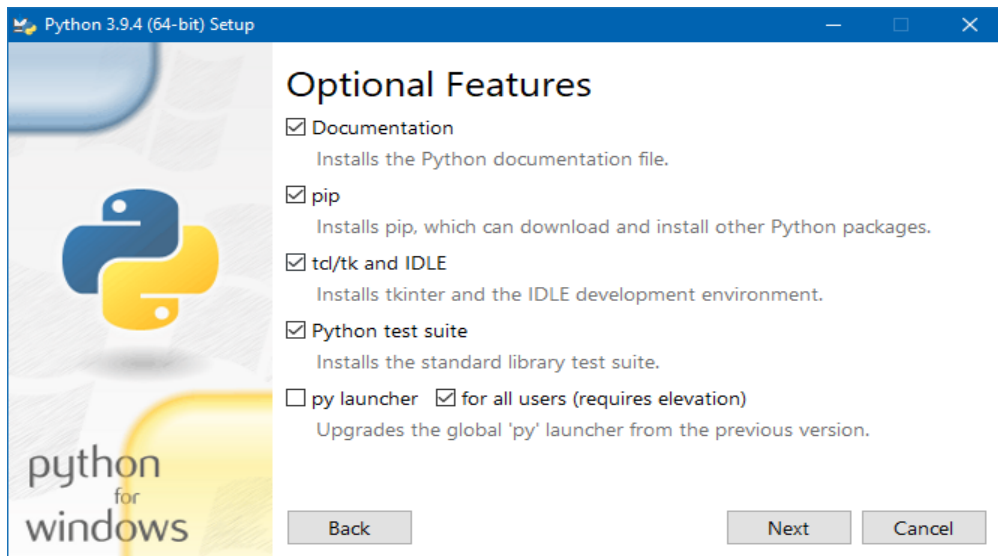 Python 3.9.4 (64-bit) Setup
Optional Features
Documentation
Installs the Python documentation file.
pip
Installs pip, which can download and install other Python packages.
tcl/tk and IDLE
Installs tkinter and the IDLE development environment.
Python test suite
Installs the standard library test suite.
py launcher for all users (requires elevation)
Upgrades the global 'py' launcher from the previous version.
python
for
windows
Back Next Cancel